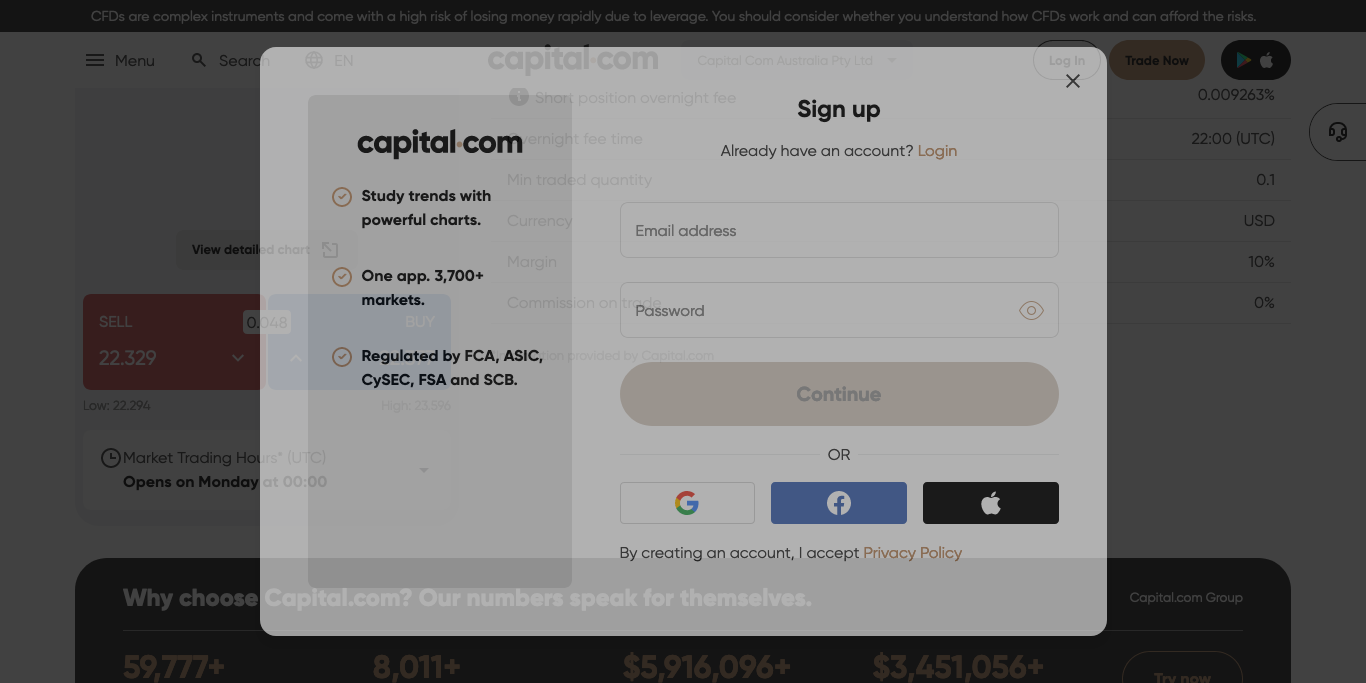 CFDs are complex instruments and come with a high risk of losing money rapidly due to leverage. You should consider whether you understand how CFDs work and can afford the risks.
Menu
Search
EN
capital.com
Capital Com Australia Pty Ltd
Log In
Trade Now
Short position overnight fee
0.009263%
Overnight fee time
22:00 (UTC)
Min traded quantity
0.1
Currency
USD
Margin
10%
Commission on trade
0%
provided by Capital.com
View detailed chart
SELL
22.329
0.048
BUY
Low: 22.294
High: 23.596
Market Trading Hours* (UTC)
Opens on Monday at 00:00
capital.com
Study trends with
powerful charts.
One app. 3,700+
markets.
Regulated by FCA, ASIC,
CySEC, FSA and SCB.
Sign up
Already have an account? Login
Email address
Password
Continue
OR
By creating an account, I accept Privacy Policy
Why choose Capital.com? Our numbers speak for themselves.
Capital.com Group
59,777+
8,011+
$5,916,096+
$3,451,056+
Try now